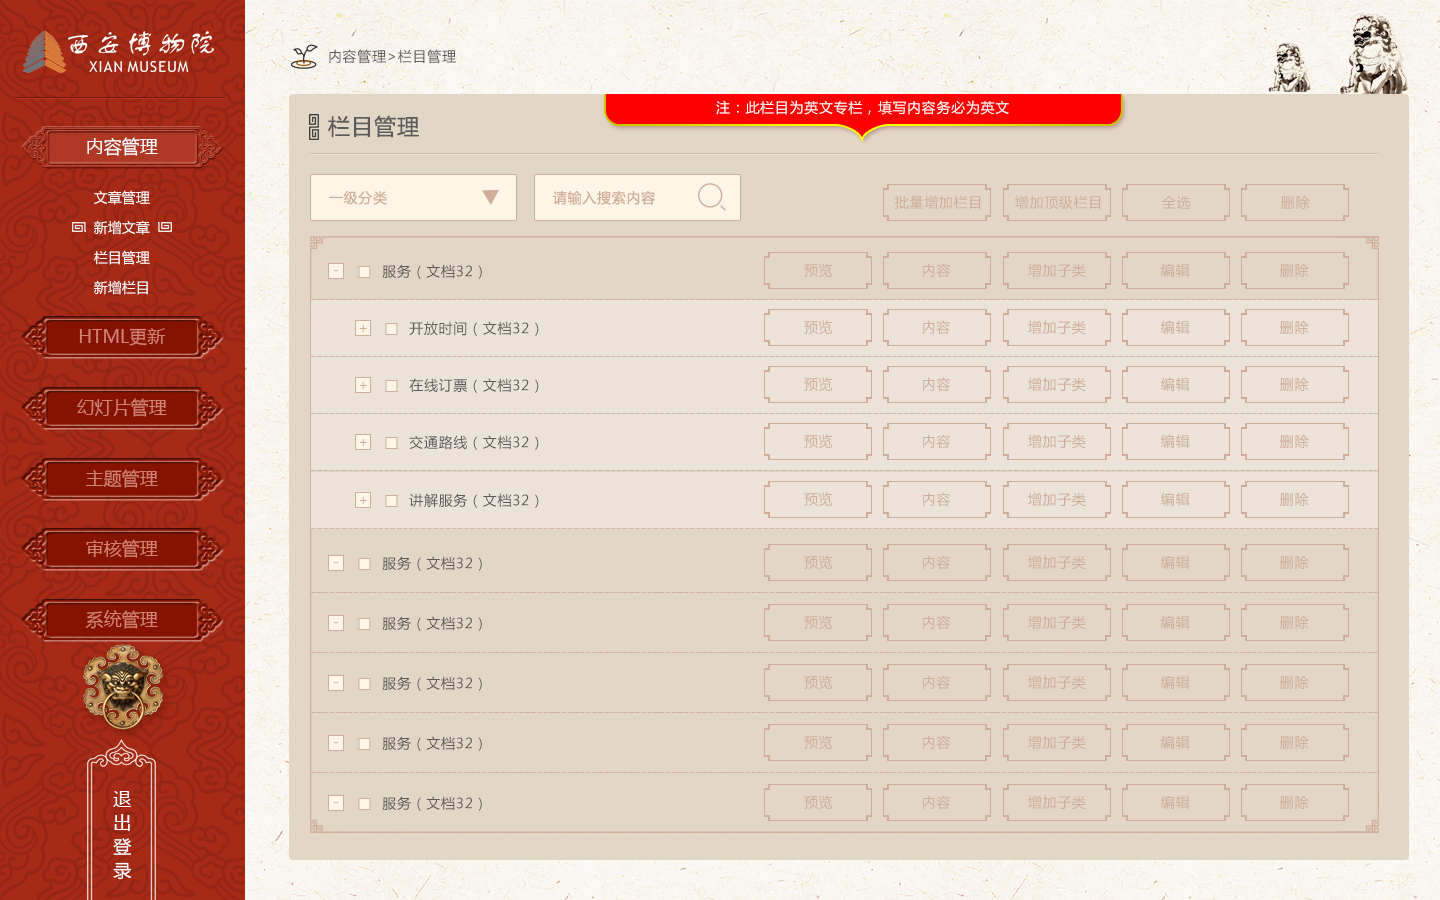 西安博物院
XIAN MUSEUM
内容管理
文章管理
新增文章
栏目管理
新增栏目
HTML更新
幻灯片管理
主题管理
审核管理
系统管理
退出登录
内容管理>栏目管理
注：此栏目为英文专栏，填写内容务必为英文
栏目管理
一级分类 请输入搜索内容 批量增加栏目 增加顶级栏目 全选 删除
- 服务（文档32） 预览 内容 增加子类 编辑 删除
+ 开放时间（文档32） 预览 内容 增加子类 编辑 删除
+ 在线订票（文档32） 预览 内容 增加子类 编辑 删除
+ 交通路线（文档32） 预览 内容 增加子类 编辑 删除
+ 讲解服务（文档32） 预览 内容 增加子类 编辑 删除
- 服务（文档32） 预览 内容 增加子类 编辑 删除
- 服务（文档32） 预览 内容 增加子类 编辑 删除
- 服务（文档32） 预览 内容 增加子类 编辑 删除
- 服务（文档32） 预览 内容 增加子类 编辑 删除
- 服务（文档32） 预览 内容 增加子类 编辑 删除